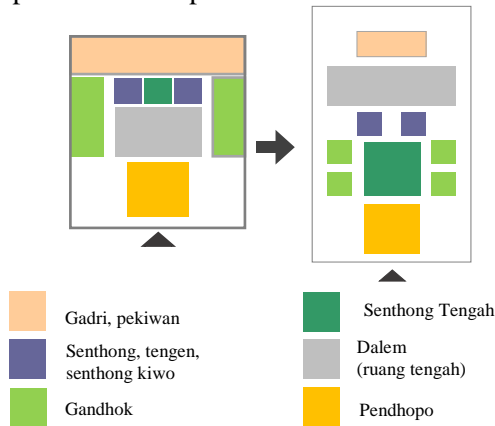 Gadri, pekiwan
Senthong, tengen,
senthong kiwo
Gandhok
Senthong Tengah
Dalem
(ruang tengah)
Pendhopo